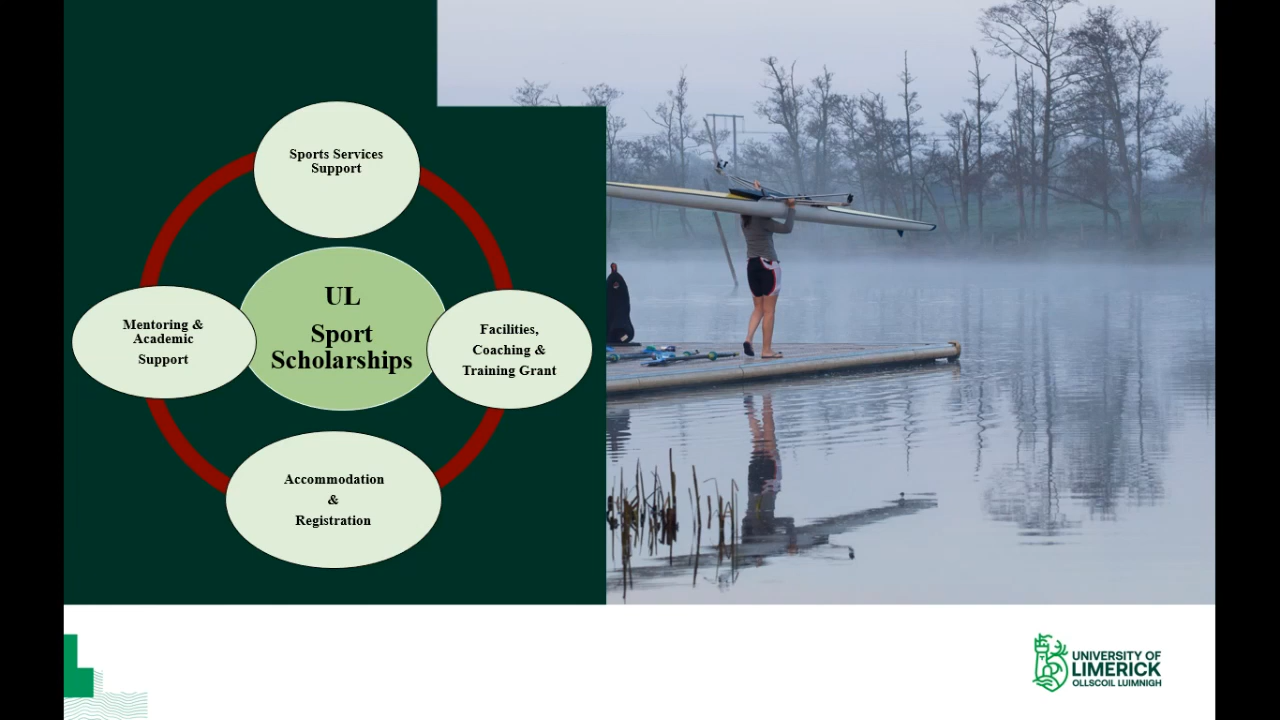 Sports Services
Support
UL
Sport
Scholarships
Mentoring &
Academic
Support
Facilities,
Coaching &
Training Grant
Accommodation
&
Registration
UNIVERSITY OF
LIMERICK
OLLSCOIL LUIMNIGH